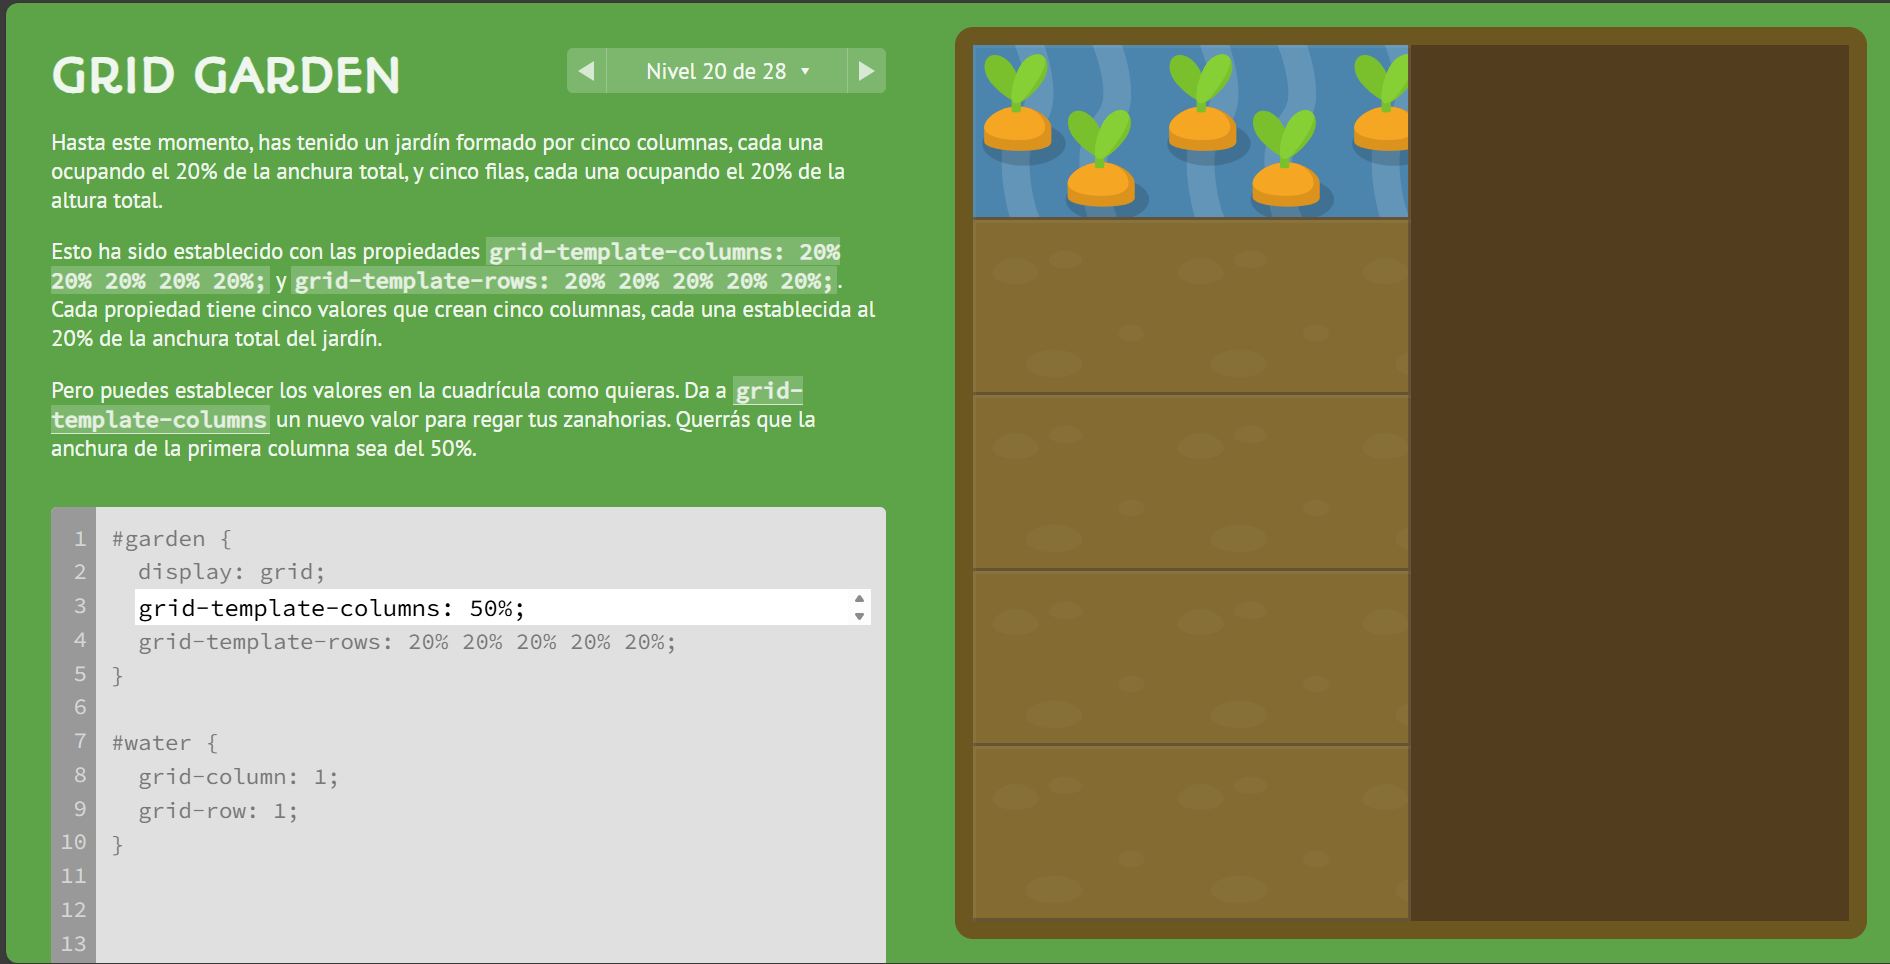 GRID GARDEN
Nivel 20 de 28
Hasta este momento, has tenido un jardín formado por cinco columnas, cada una
ocupando el 20% de la anchura total, y cinco filas, cada una ocupando el 20% de la
altura total.
Esto ha sido establecido con las propiedades grid-template-columns: 20%
20% 20% 20% 20%; y grid-template-rows: 20% 20% 20% 20% 20%;.
Cada propiedad tiene cinco valores que crean cinco columnas, cada una establecida al
20% de la anchura total del jardín.
Pero puedes establecer los valores en la cuadrícula como quieras. Da a grid-
template-columns un nuevo valor para regar tus zanahorias. Querrás que la
anchura de la primera columna sea del 50%.
1 #garden {
2 display: grid;
3 grid-template-columns: 50%;
4 grid-template-rows: 20% 20% 20% 20% 20%;
5 }
6
7 #water {
8 grid-column: 1;
9 grid-row: 1;
10 }
11
12
13